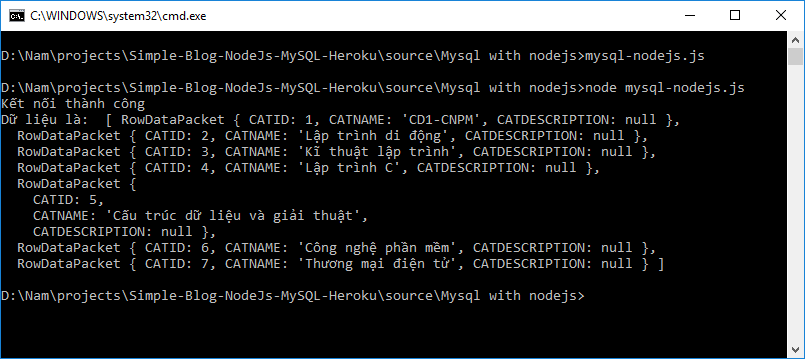 C:\WINDOWS\system32\cmd.exe
D:\Nam\projects\Simple-Blog-NodeJs-MySQL-Heroku\source\Mysql with nodejs>mysql-nodejs.js
D:\Nam\projects\Simple-Blog-NodeJs-MySQL-Heroku\source\Mysql with nodejs>node mysql-nodejs.js
Kết nối thành công
Dữ liệu là:  [ RowDataPacket { CATID: 1, CATNAME: 'CD1-CNPM', CATDESCRIPTION: null },
  RowDataPacket { CATID: 2, CATNAME: 'Lập trình di động', CATDESCRIPTION: null },
  RowDataPacket { CATID: 3, CATNAME: 'Kĩ thuật lập trình', CATDESCRIPTION: null },
  RowDataPacket { CATID: 4, CATNAME: 'Lập trình C', CATDESCRIPTION: null },
  RowDataPacket {
    CATID: 5,
    CATNAME: 'Cấu trúc dữ liệu và giải thuật',
    CATDESCRIPTION: null },
  RowDataPacket { CATID: 6, CATNAME: 'Công nghệ phần mềm', CATDESCRIPTION: null },
  RowDataPacket { CATID: 7, CATNAME: 'Thương mại điện tử', CATDESCRIPTION: null } ]
D:\Nam\projects\Simple-Blog-NodeJs-MySQL-Heroku\source\Mysql with nodejs>